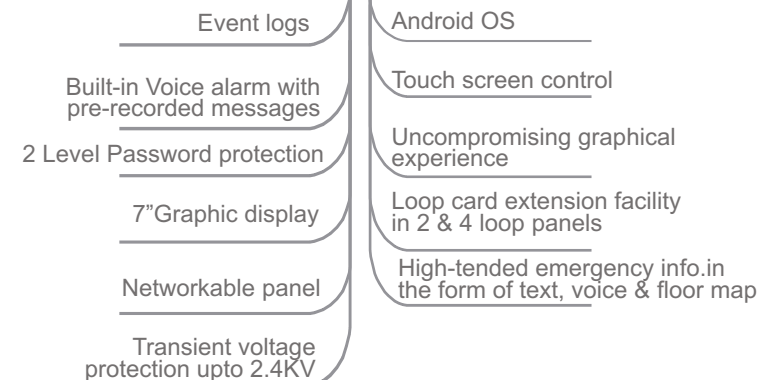 Event logs
Built-in Voice alarm with
pre-recorded messages
2 Level Password protection
7”Graphic display
Networkable panel
Transient voltage
protection upto 2.4KV
Android OS
Touch screen control
Uncompromising graphical
experience
Loop card extension facility
in 2 & 4 loop panels
High-tended emergency info.in
the form of text, voice & floor map